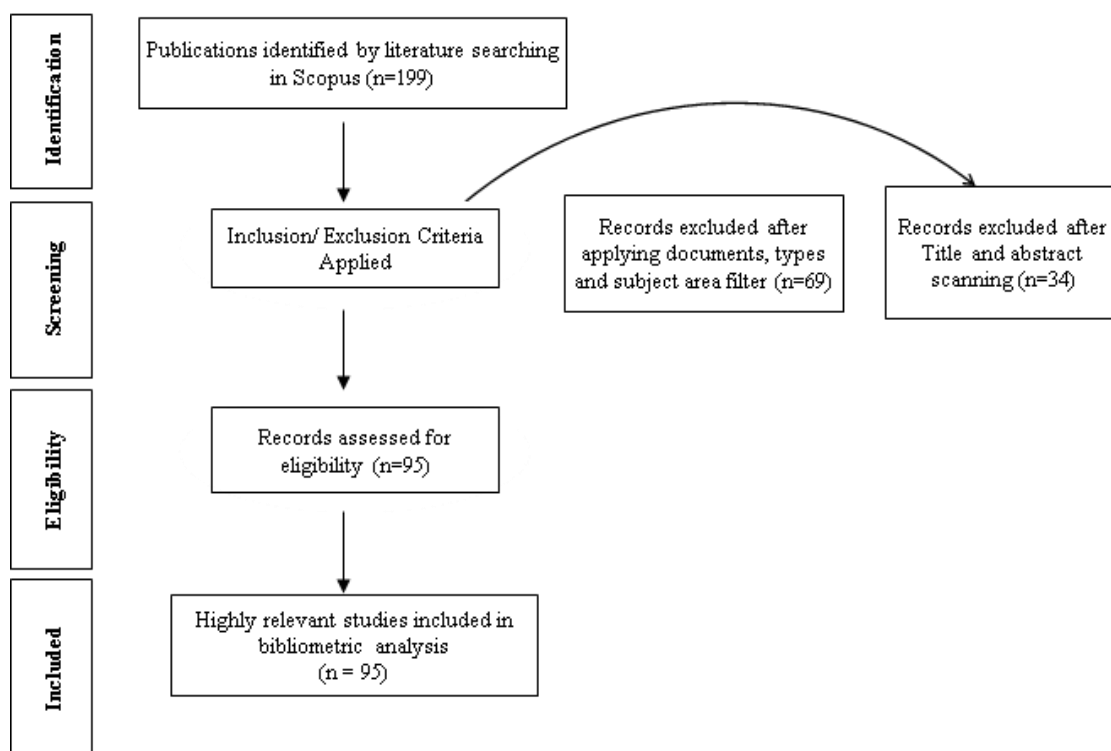 Identification
Publications identified by literature searching
in Scopus (n=199)
Screening
Inclusion/ Exclusion Criteria
Applied
Records excluded after
applying documents, types
and subject area filter (n=69)
Records excluded after
Title and abstract
scanning (n=34)
Eligibility
Records assessed for
eligibility (n=95)
Included
Highly relevant studies included in
bibliometric analysis
(n = 95)